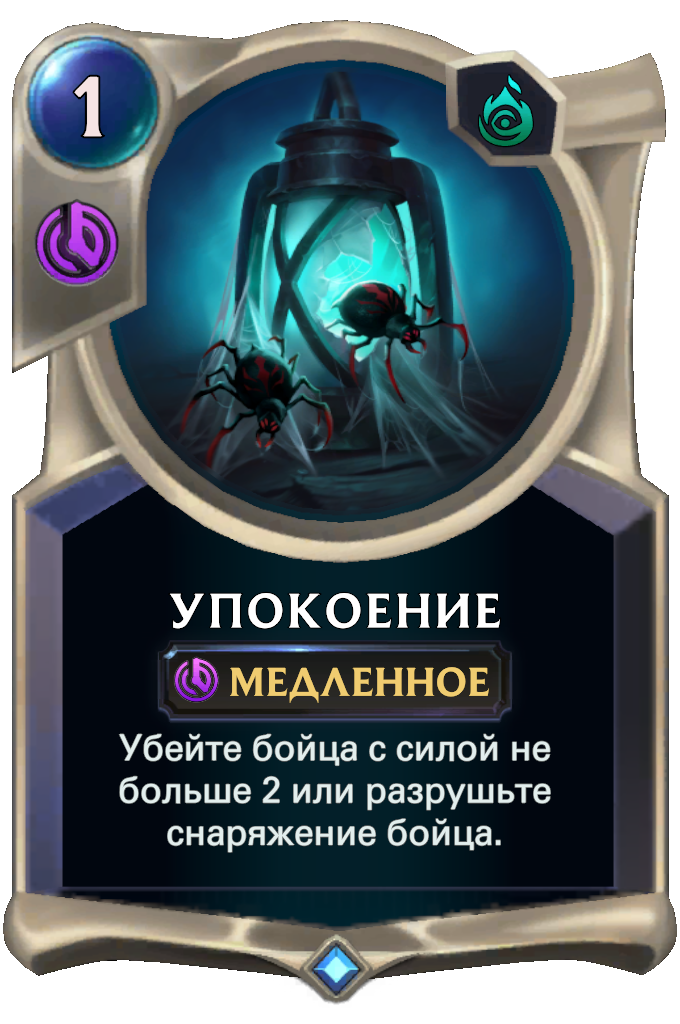 1
УПОКОЕНИЕ
МЕДЛЕННОЕ
Убейте бойца с силой не
больше 2 или разрушьте
снаряжение бойца.